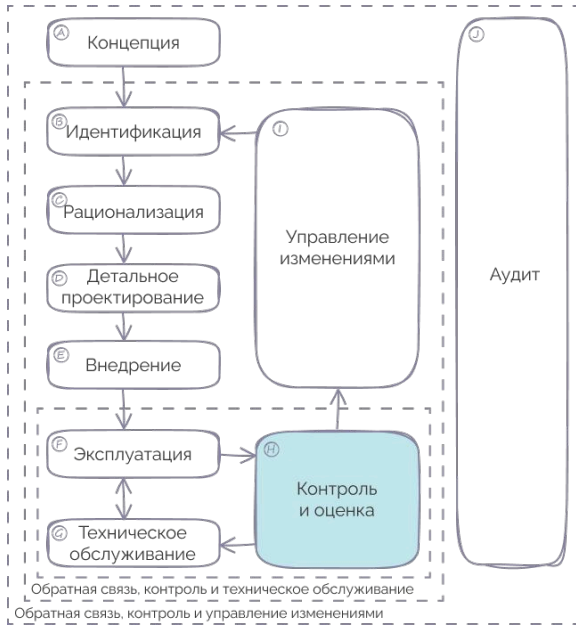 A
Концепция
B
Идентификация
C
Рационализация
D
Детальное
проектирование
E
Внедрение
F
Эксплуатация
G
Техническое
обслуживание
H
Контроль
и оценка
I
Управление
изменениями
J
Аудит
Обратная связь, контроль и техническое обслуживание
Обратная связь, контроль и управление изменениями